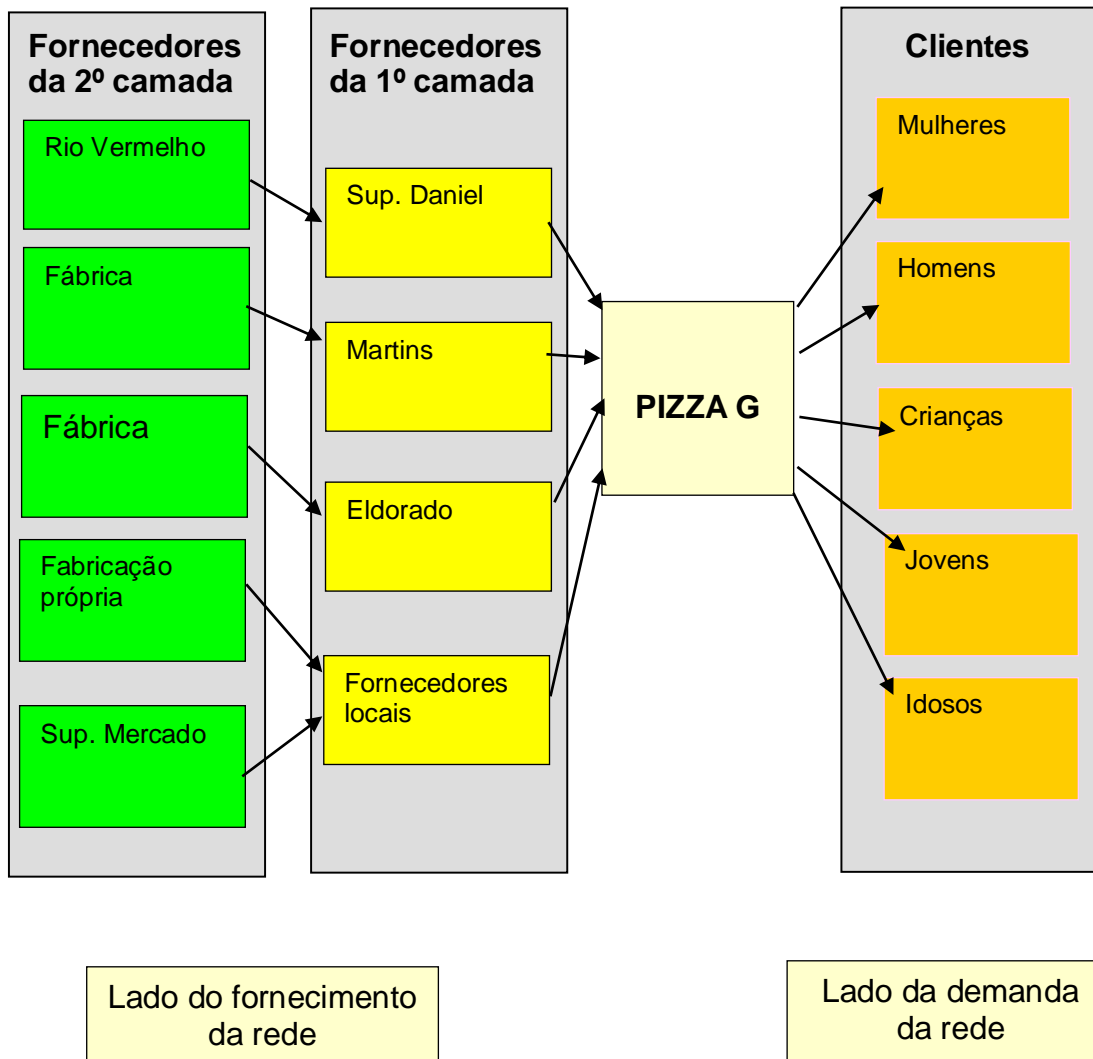 Fornecedores
da 2º camada
Rio Vermelho
Fábrica
Fábrica
Fabricação
própria
Sup. Mercado
Fornecedores
da 1º camada
Sup. Daniel
Martins
Eldorado
Fornecedores
locais
PIZZA G
Clientes
Mulheres
Homens
Crianças
Jovens
Idosos
Lado do fornecimento
da rede
Lado da demanda
da rede